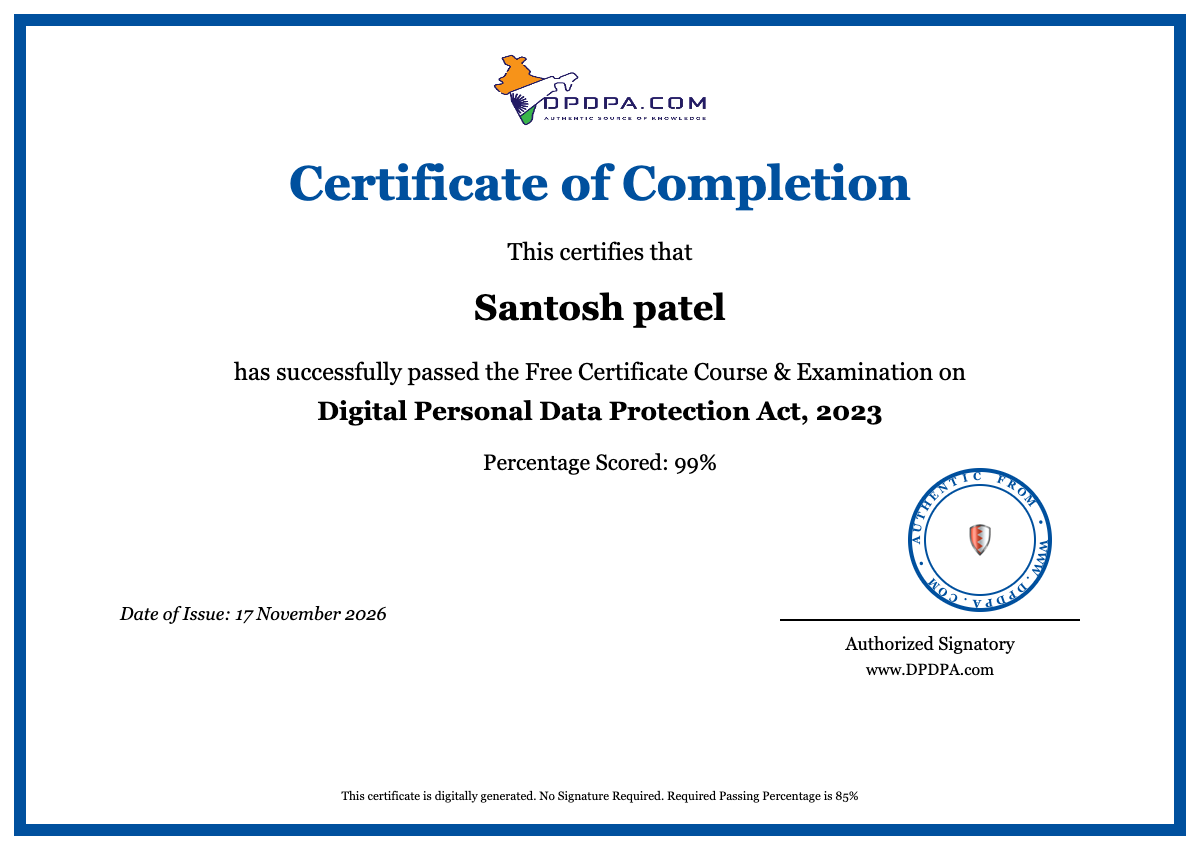 DPDPA.COM
AUTHENTIC SOURCE OF KNOWLEDGE
Certificate of Completion
This certifies that
Santosh patel
has successfully passed the Free Certificate Course & Examination on
Digital Personal Data Protection Act, 2023
Percentage Scored: 99%
AUTHENTIC FROM • WWW.DPDPA.COM •
Date of Issue: 17 November 2026
Authorized Signatory
www.DPDPA.com
This certificate is digitally generated. No Signature Required. Required Passing Percentage is 85%